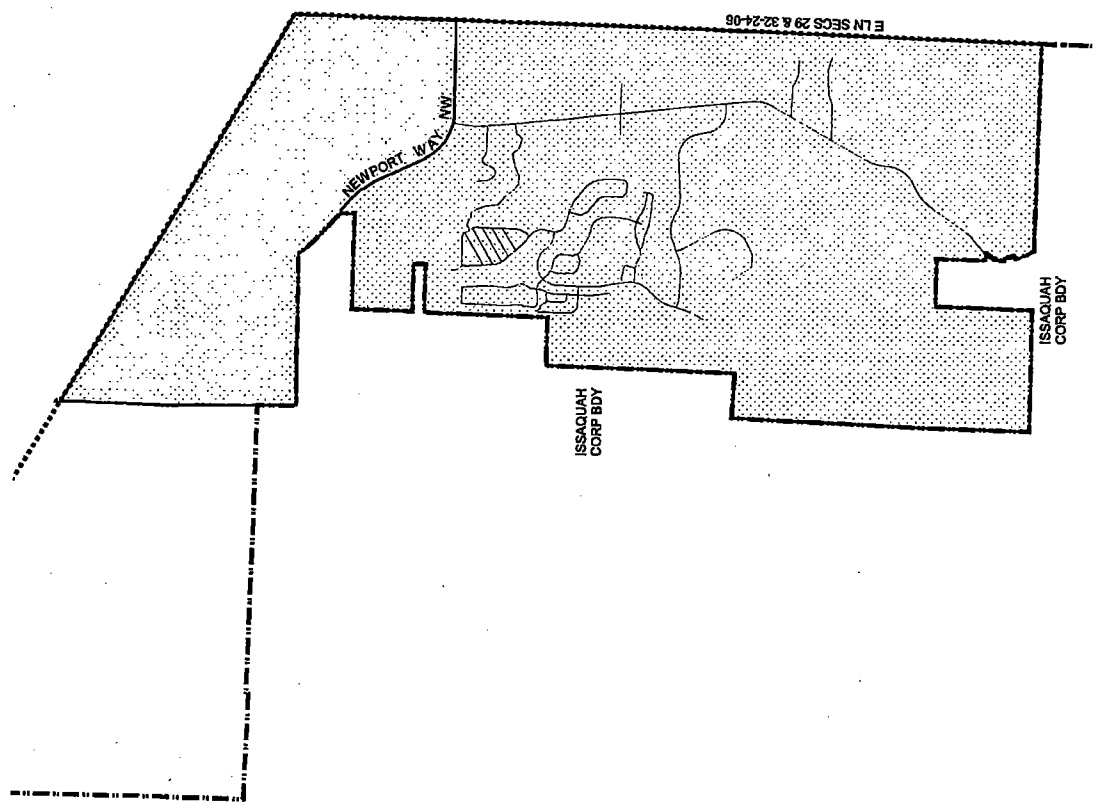 E LN SECS 29 & 32-24-06
NEWPORT WAY NW
ISSAQUAH
CORP BDY
ISSAQUAH
CORP BDY